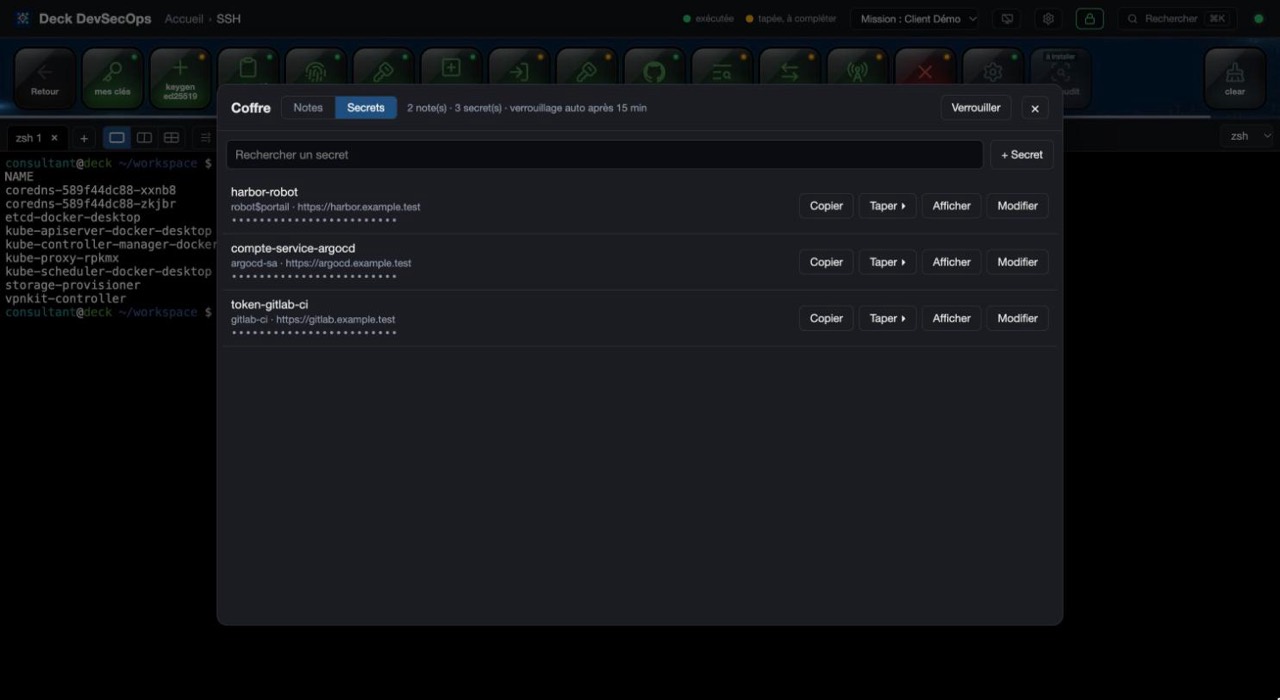 Deck DevSecOps Accueil › SSH
exécutée tapée, à compléter Mission : Client Démo Rechercher ⌘K
Retour
mes clés
keygen
ed25519
à installer
clear
Coffre Notes Secrets 2 note(s) · 3 secret(s) · verrouillage auto après 15 min Verrouiller ×
zsh 1 × +
zsh
Rechercher un secret
+ Secret
consultant@deck ~/workspace $
NAME
coredns-589f44dc88-xxnb8
coredns-589f44dc88-zkjbr
etcd-docker-desktop
kube-apiserver-docker-desktop
kube-controller-manager-docker
kube-proxy-rpkmx
kube-scheduler-docker-desktop
storage-provisioner
vpnkit-controller
consultant@deck ~/workspace $
harbor-robot
robot$portail · https://harbor.example.test
••••••••••••••••••••••••
Copier Taper Afficher Modifier
compte-service-argocd
argocd-sa · https://argocd.example.test
••••••••••••••••••••••••
Copier Taper Afficher Modifier
token-gitlab-ci
gitlab-ci · https://gitlab.example.test
••••••••••••••••••••••••
Copier Taper Afficher Modifier